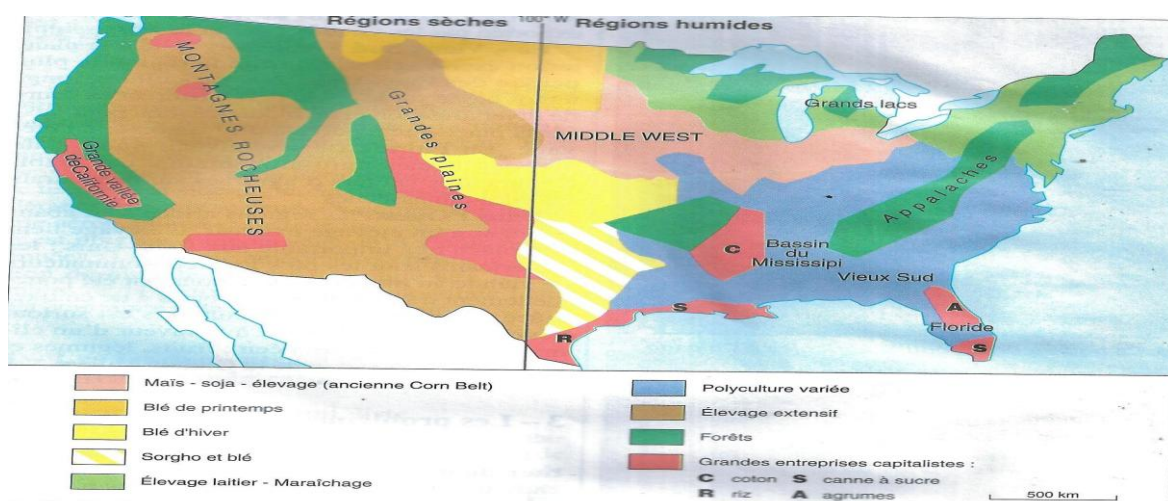 Régions sèches 100° W Régions humides
MONTAGNES ROCHEUSES
Grandes plaines
Grande vallée
de Californie
MIDDLE WEST
Grands lacs
Appalaches
C
Bassin
du
Mississipi
Vieux Sud
A
Floride
S
S
R
Maïs - soja - élevage (ancienne Corn Belt)
Blé de printemps
Blé d'hiver
Sorgho et blé
Élevage laitier - Maraîchage
Polyculture variée
Élevage extensif
Forêts
Grandes entreprises capitalistes :
C coton S canne à sucre
R riz A agrumes
500 km